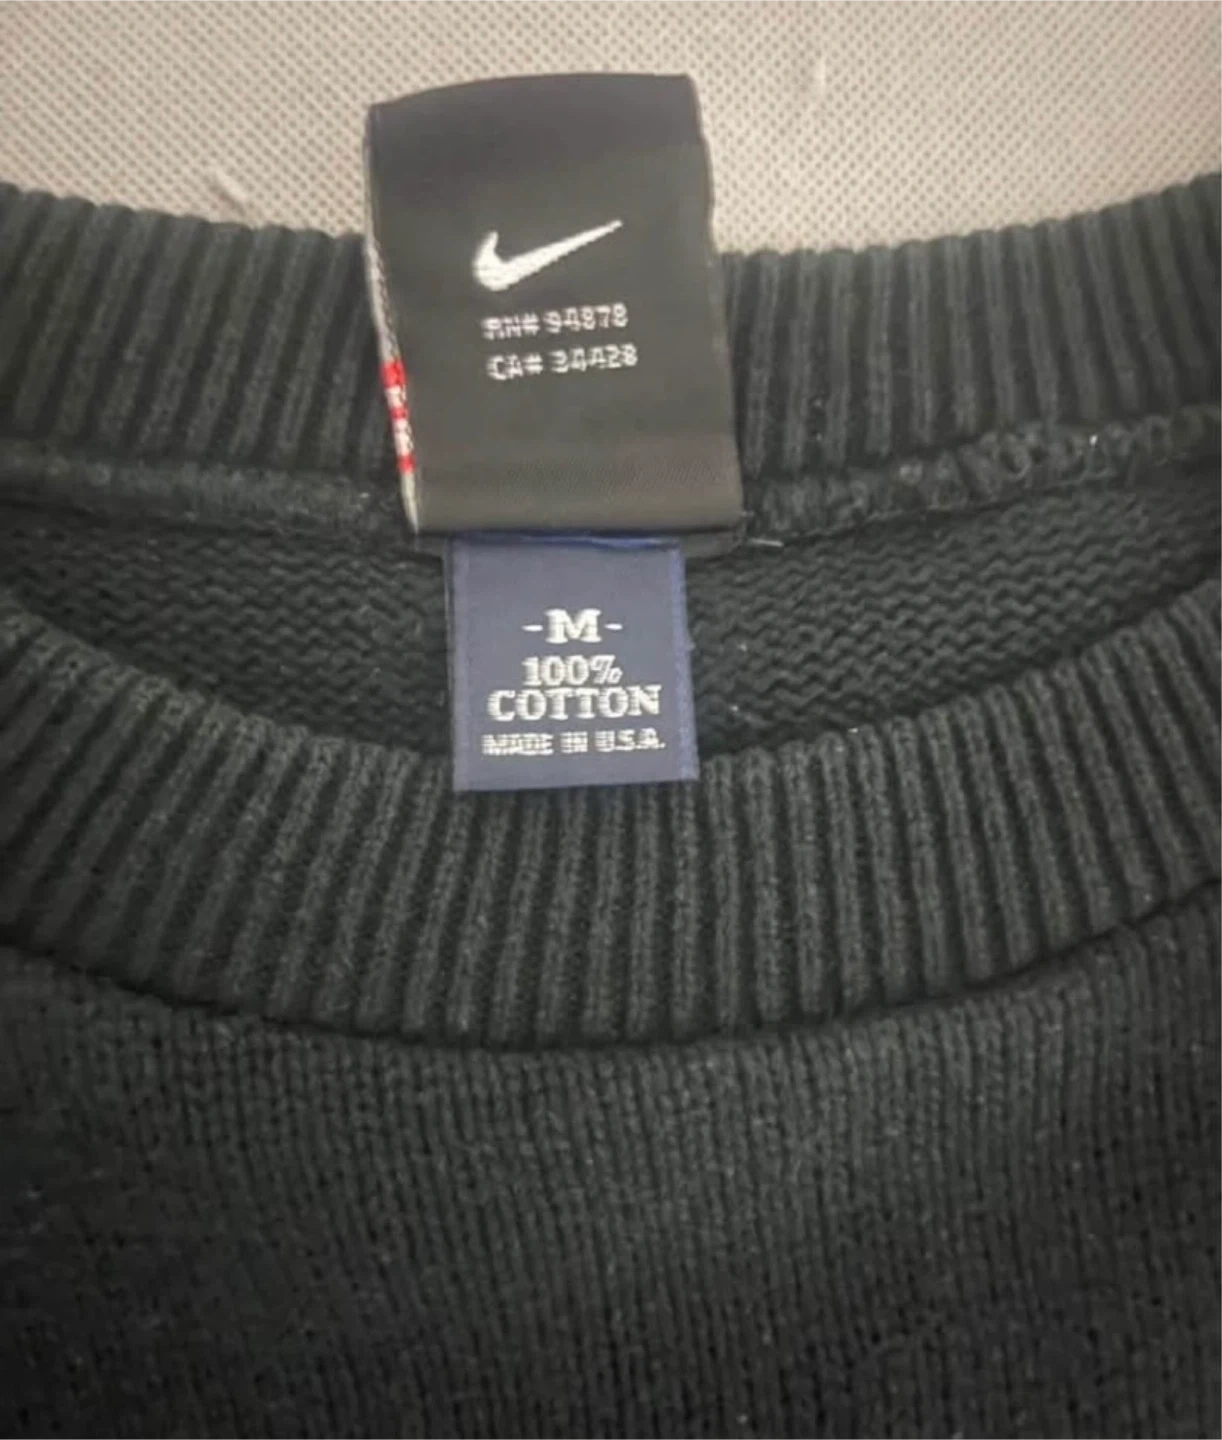 RN# 94878
CA# 34428
-M-
100%
COTTON
MADE IN U.S.A.